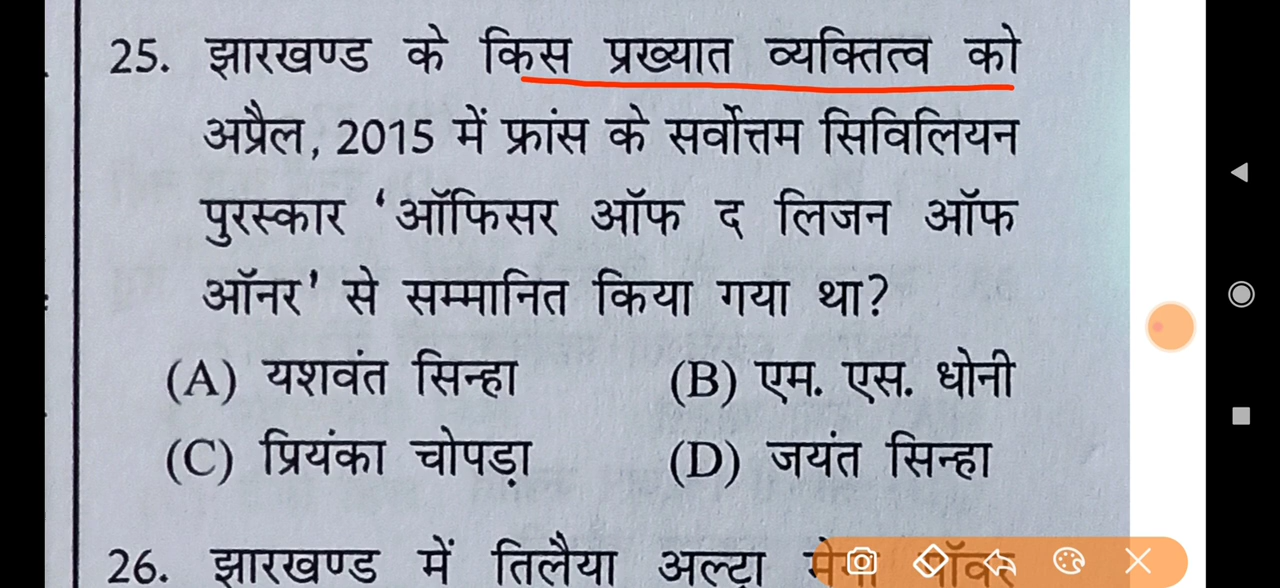 25. झारखण्ड के किस प्रख्यात व्यक्तित्व को
अप्रैल, 2015 में फ्रांस के सर्वोत्तम सिविलियन
पुरस्कार ‘ऑफिसर ऑफ द लिजन ऑफ
ऑनर’ से सम्मानित किया गया था?
(A) यशवंत सिन्हा (B) एम. एस. धोनी
(C) प्रियंका चोपड़ा (D) जयंत सिन्हा
26. झारखण्ड में तिलैया अल्ट्रा मेगा पॉवर